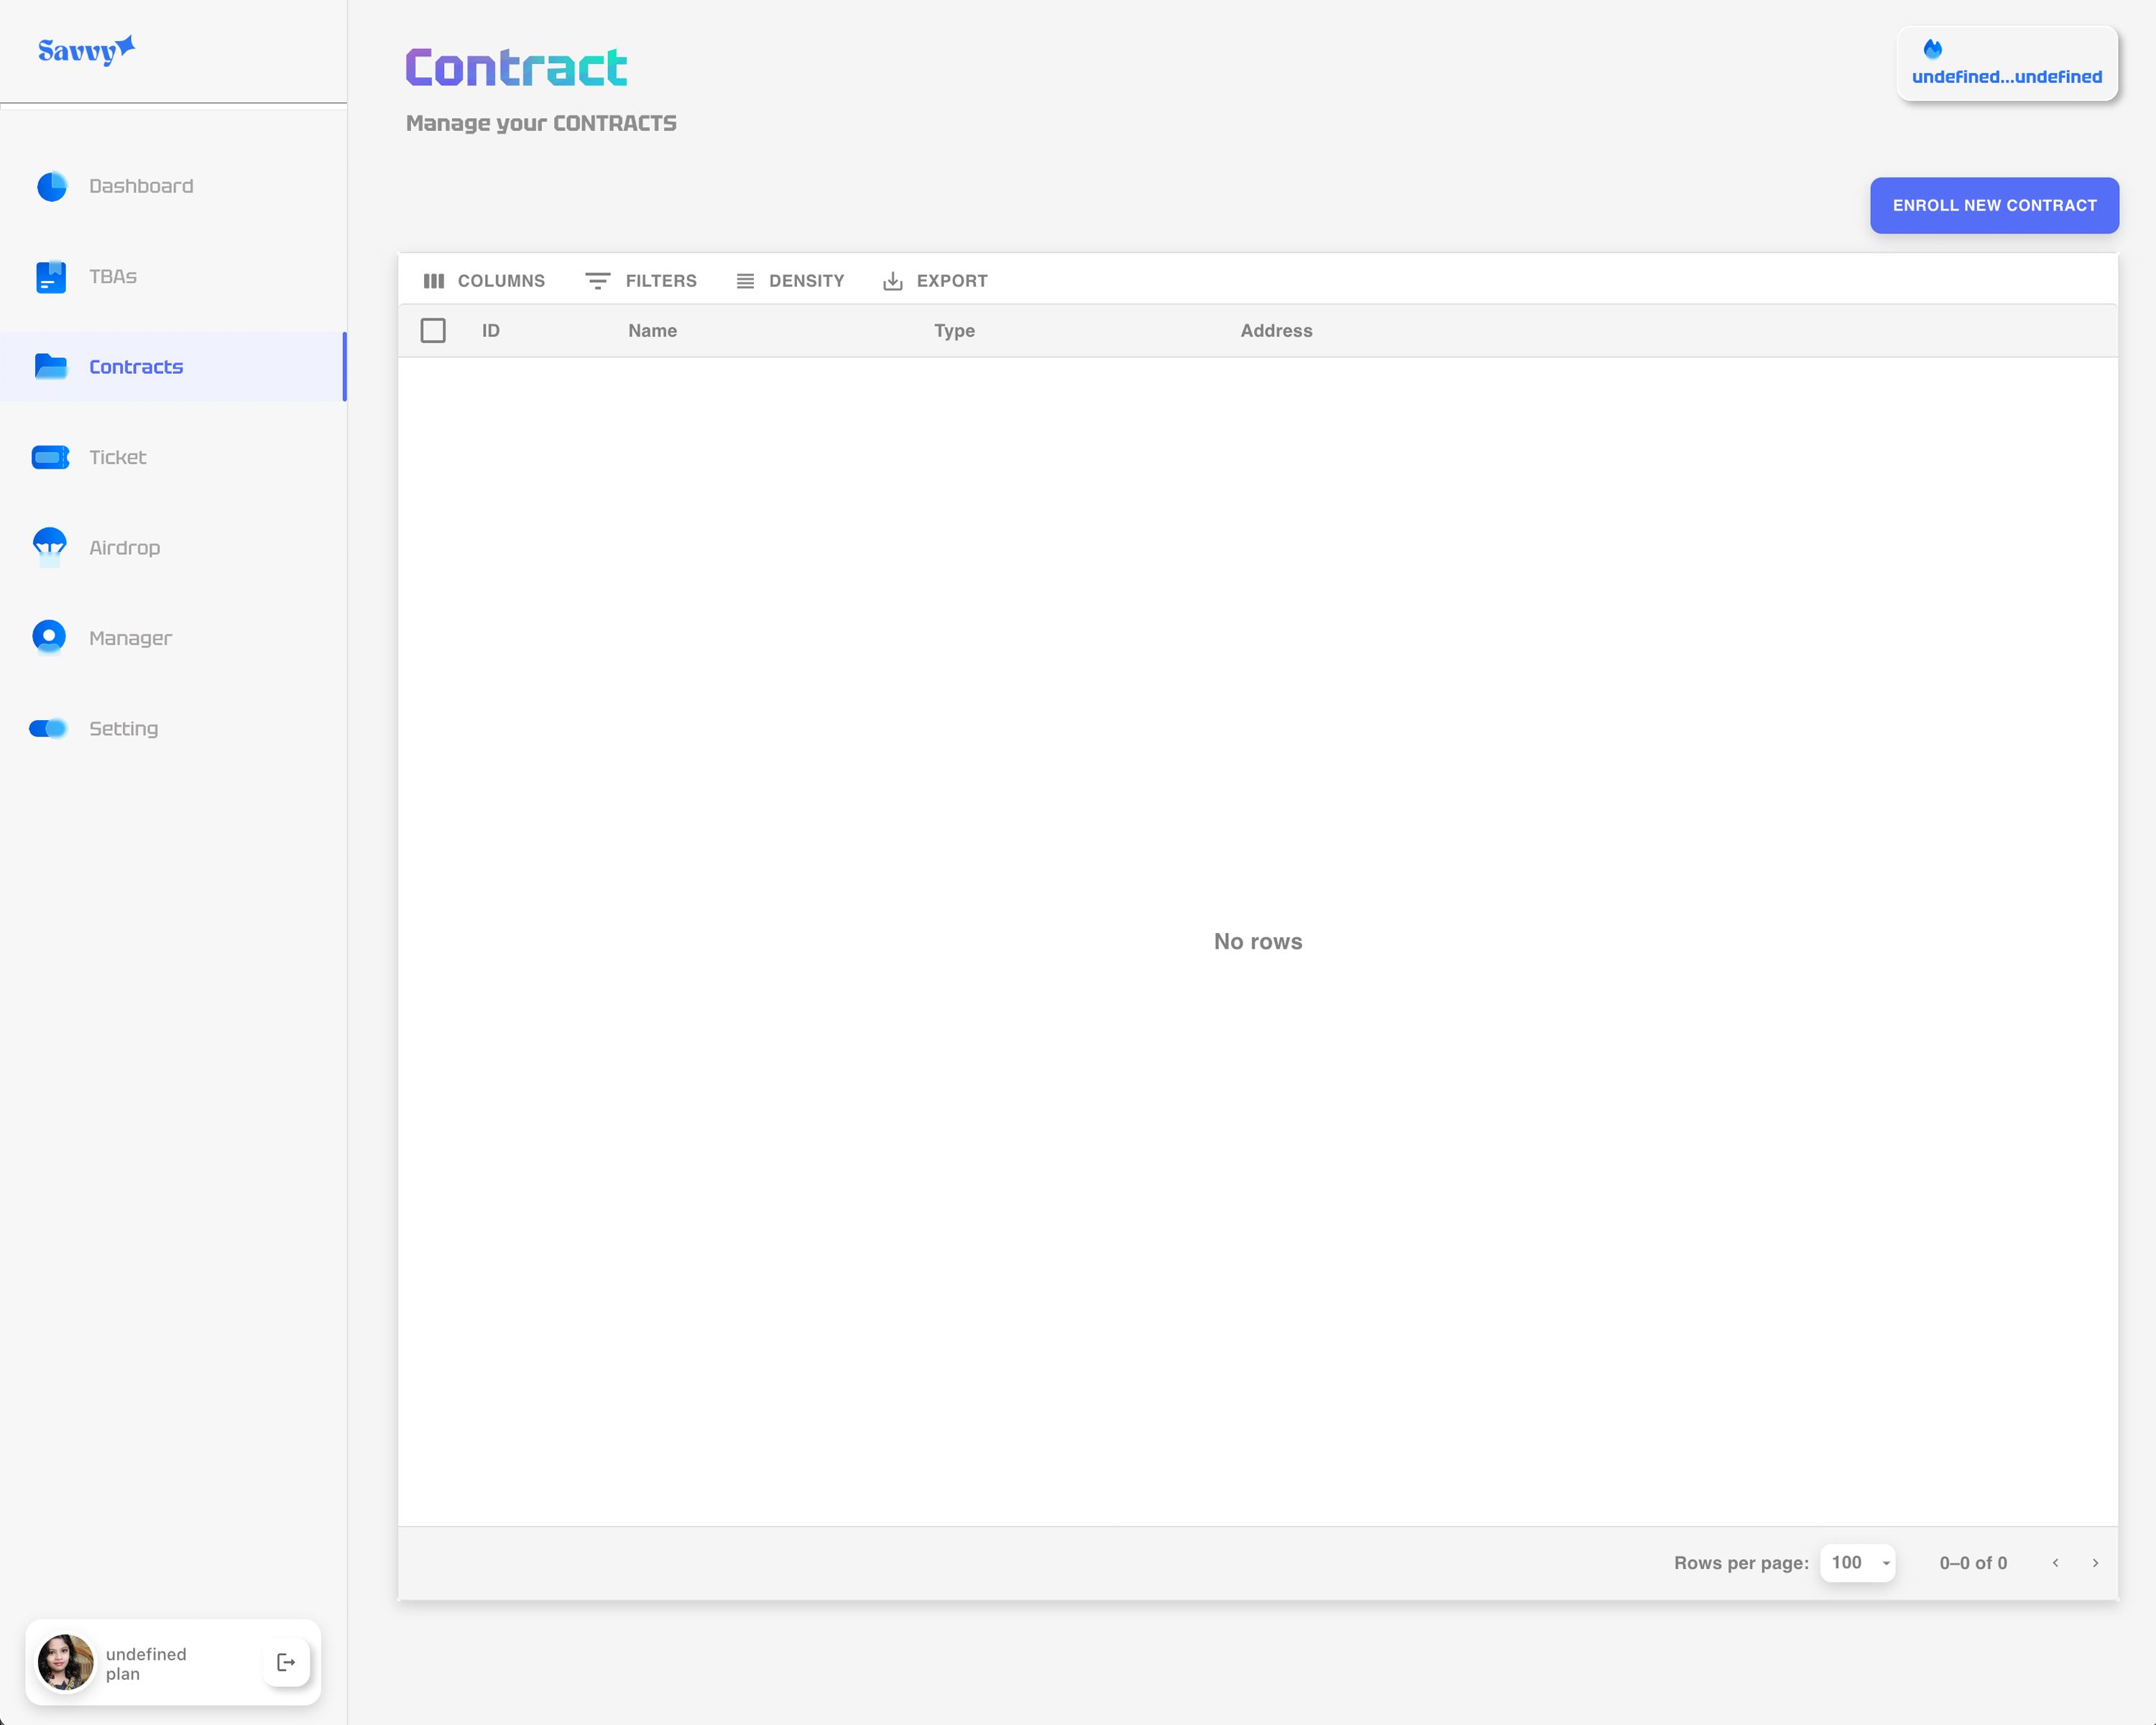 Savvy
Dashboard
TBAs
Contracts
Ticket
Airdrop
Manager
Setting
undefined
plan
Contract
Manage your CONTRACTS
undefined...undefined
ENROLL NEW CONTRACT
COLUMNS FILTERS DENSITY EXPORT
ID Name Type Address
No rows
Rows per page: 100 0–0 of 0